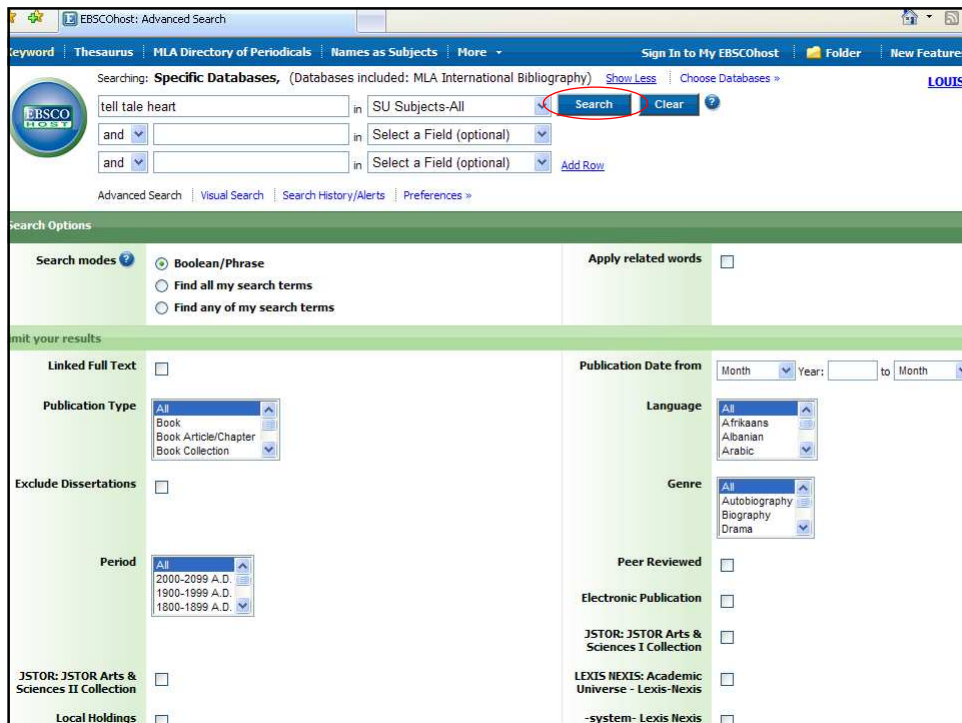 EBSCOhost: Advanced Search
Keyword Thesaurus MLA Directory of Periodicals Names as Subjects More Sign In to My EBSCOhost Folder New Feature
Searching: Specific Databases, (Databases included: MLA International Bibliography) Show Less Choose Databases »
LOUIS
EBSCO
HOST
tell tale heart in SU Subjects-All Search Clear ?
and in Select a Field (optional)
and in Select a Field (optional) Add Row
Advanced Search Visual Search Search History/Alerts Preferences »
Search Options
Search modes ? Boolean/Phrase Apply related words
Find all my search terms
Find any of my search terms
mit your results
Linked Full Text Publication Date from Month Year: to Month
Publication Type All Language All
Book Afrikaans
Book Article/Chapter Albanian
Book Collection Arabic
Exclude Dissertations Genre All
Autobiography
Biography
Drama
Period All Peer Reviewed
2000-2099 A.D.
1900-1999 A.D.
1800-1899 A.D. Electronic Publication
JSTOR: JSTOR Arts &
Sciences I Collection
JSTOR: JSTOR Arts & LEXIS NEXIS: Academic
Sciences II Collection Universe - Lexis-Nexis
Local Holdings -system- Lexis Nexis